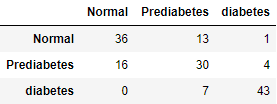 Normal Prediabetes diabetes
Normal 36 13 1
Prediabetes 16 30 4
diabetes 0 7 43